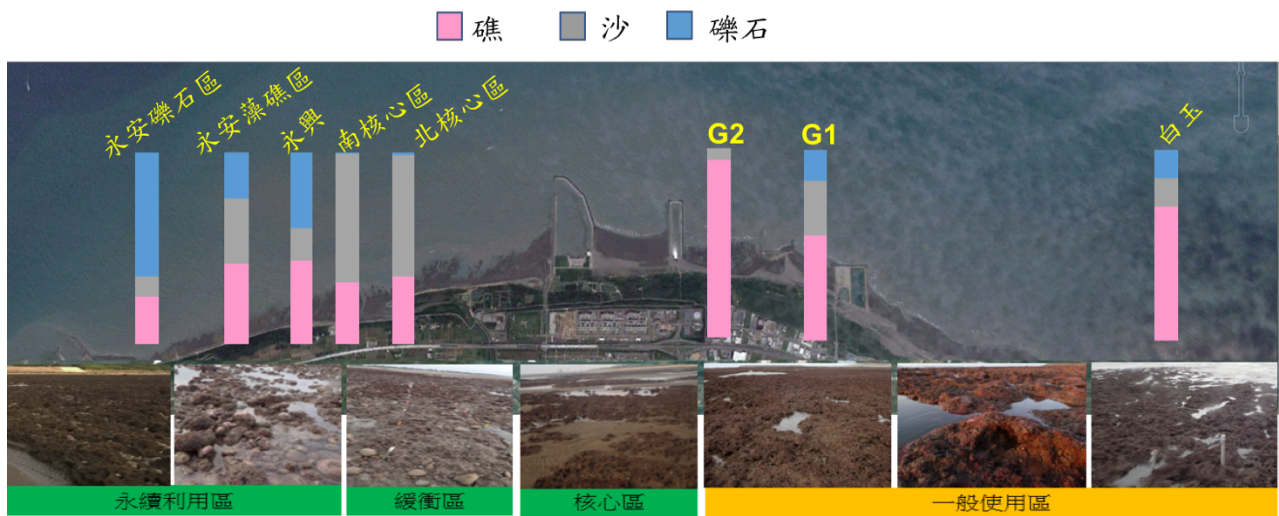 礁 沙 礫石
永安礫石區
永安藻礁區
永興
南核心區
北核心區
G2
G1
白玉
永續利用區 緩衝區 核心區 一般使用區